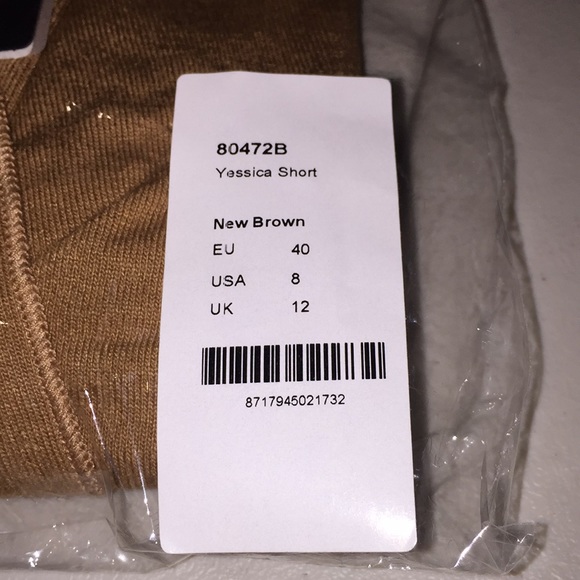 80472B
Yessica Short
New Brown
EU 40
USA 8
UK 12
8717945021732